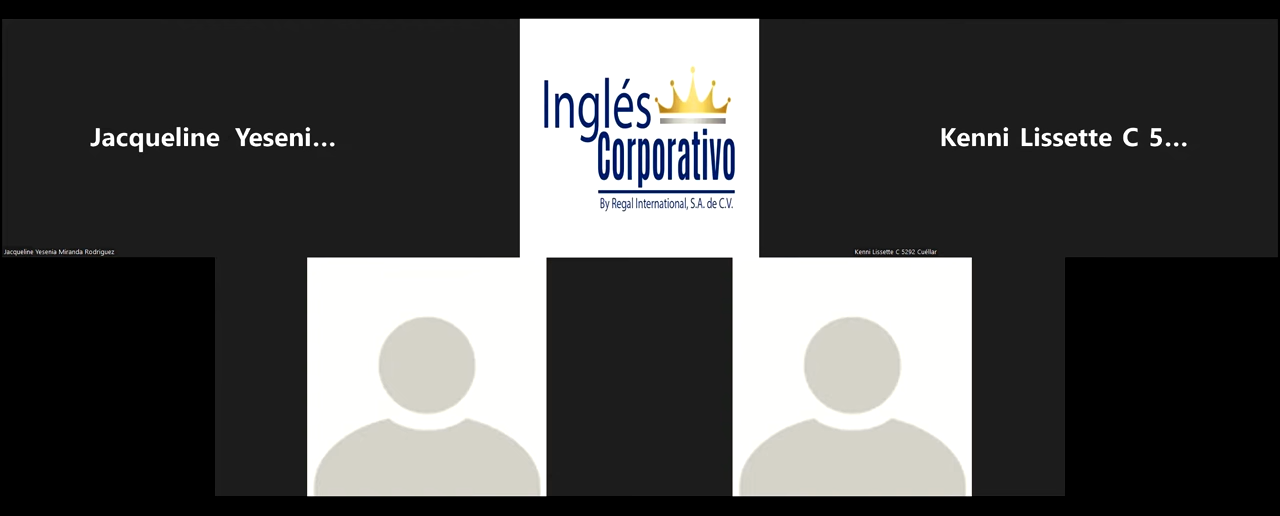 Jacqueline Yeseni...
Jacqueline Yesenia Miranda Rodriguez
Inglés
Corporativo
By Regal International, S.A. de C.V.
Kenni Lissette C 5...
Kenni Lissette C 5292 Cuéllar